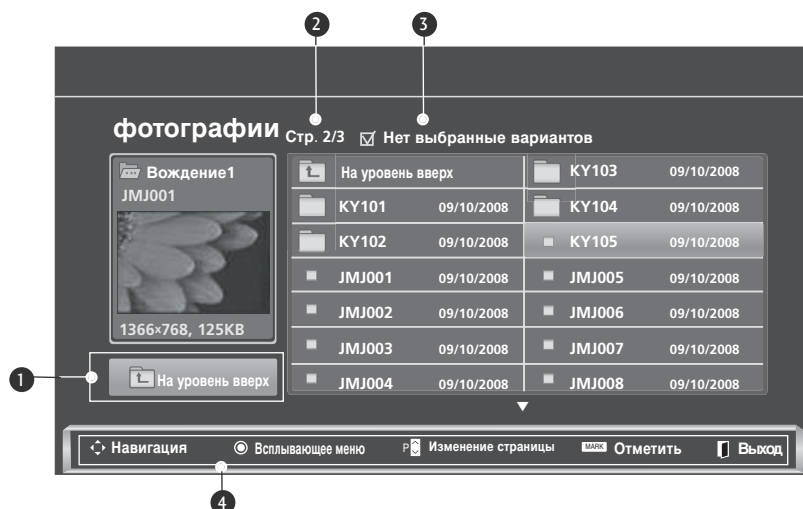 2
3
фотографии Стр. 2/3 Нет выбранные вариантов
Вождение1
JMJ001
1366×768, 125KB
1
На уровень вверх
На уровень вверх
KY101 09/10/2008
KY102 09/10/2008
JMJ001 09/10/2008
JMJ002 09/10/2008
JMJ003 09/10/2008
JMJ004 09/10/2008
KY103 09/10/2008
KY104 09/10/2008
KY105 09/10/2008
JMJ005 09/10/2008
JMJ006 09/10/2008
JMJ007 09/10/2008
JMJ008 09/10/2008
Навигация Всплывающее меню P Изменение страницы MARK Отметить Выход
4